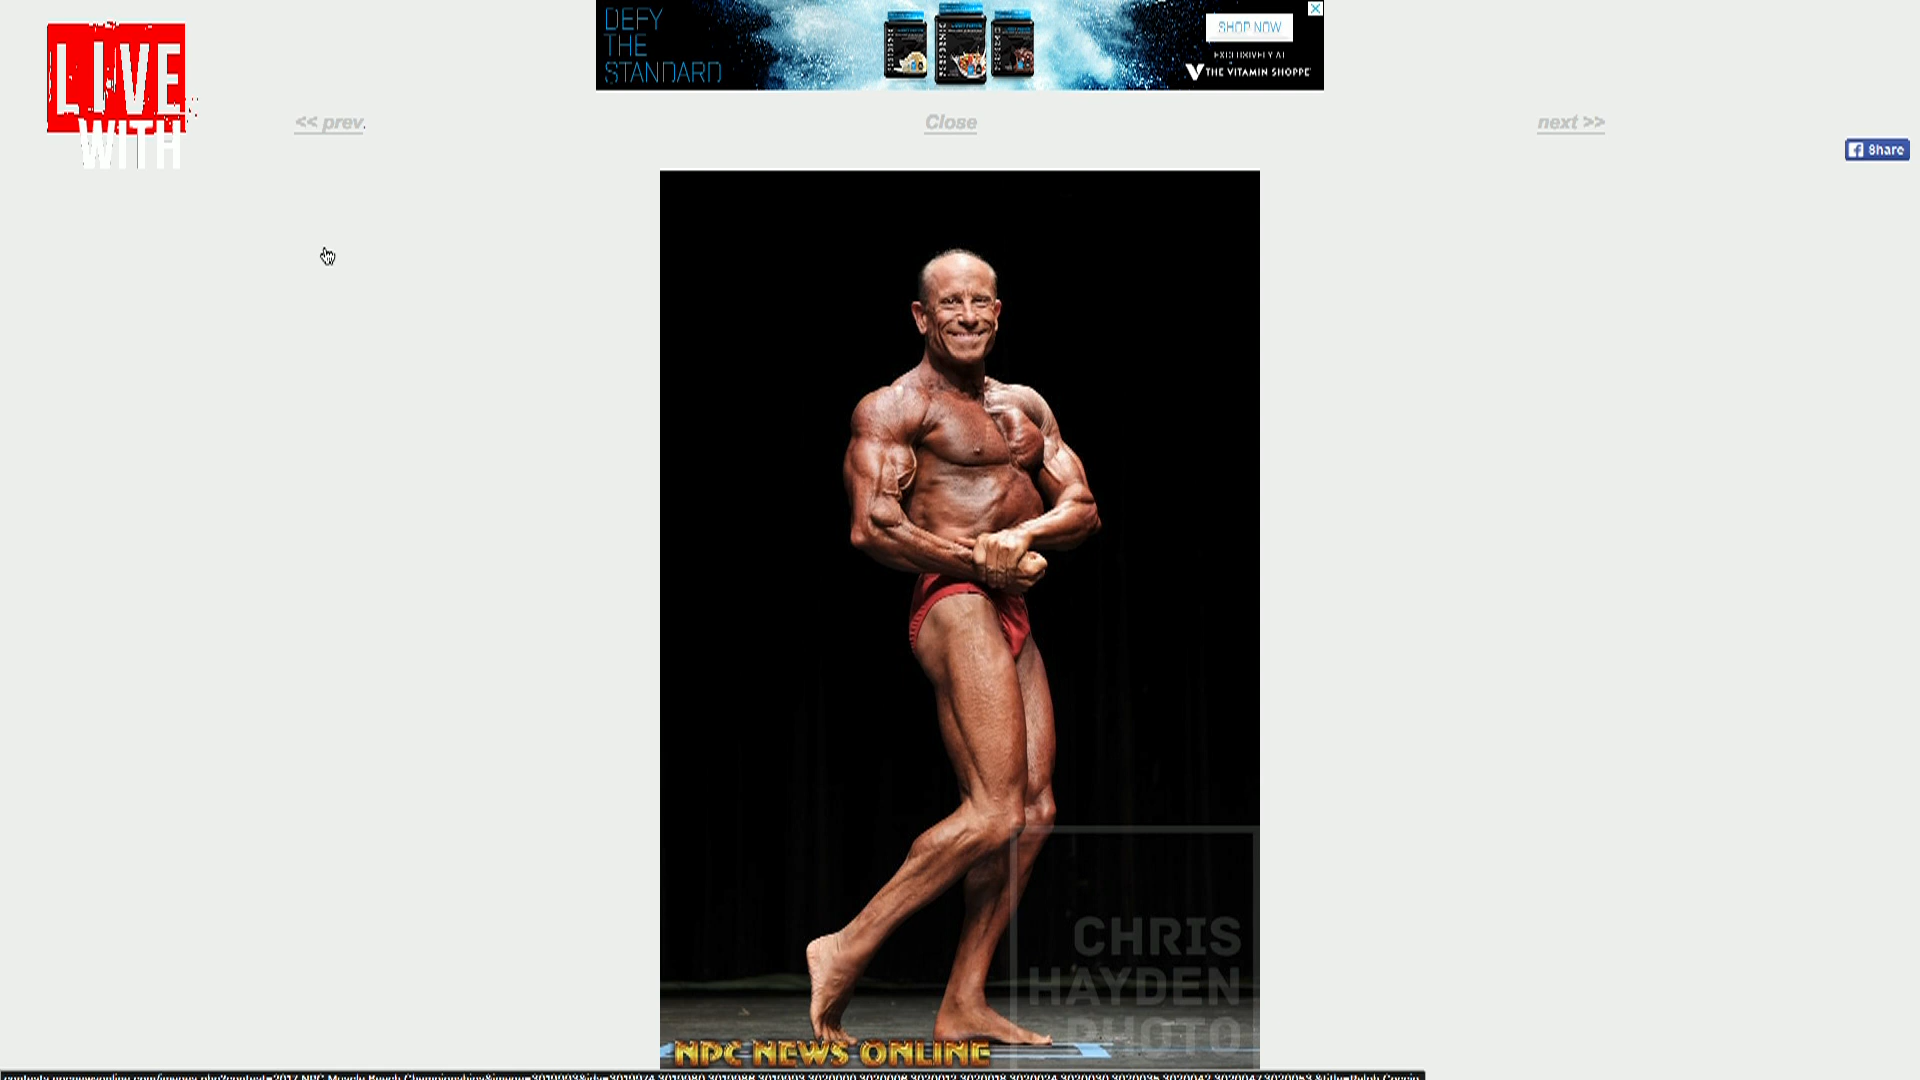 DEFY
THE
STANDARD
SHOP NOW
EXCLUSIVELY AT
THE VITAMIN SHOPPE
LIVE
WITH
<< prev.
Close
next >>
Share
CHRIS
HAYDEN
PHOTO
NPC NEWS ONLINE